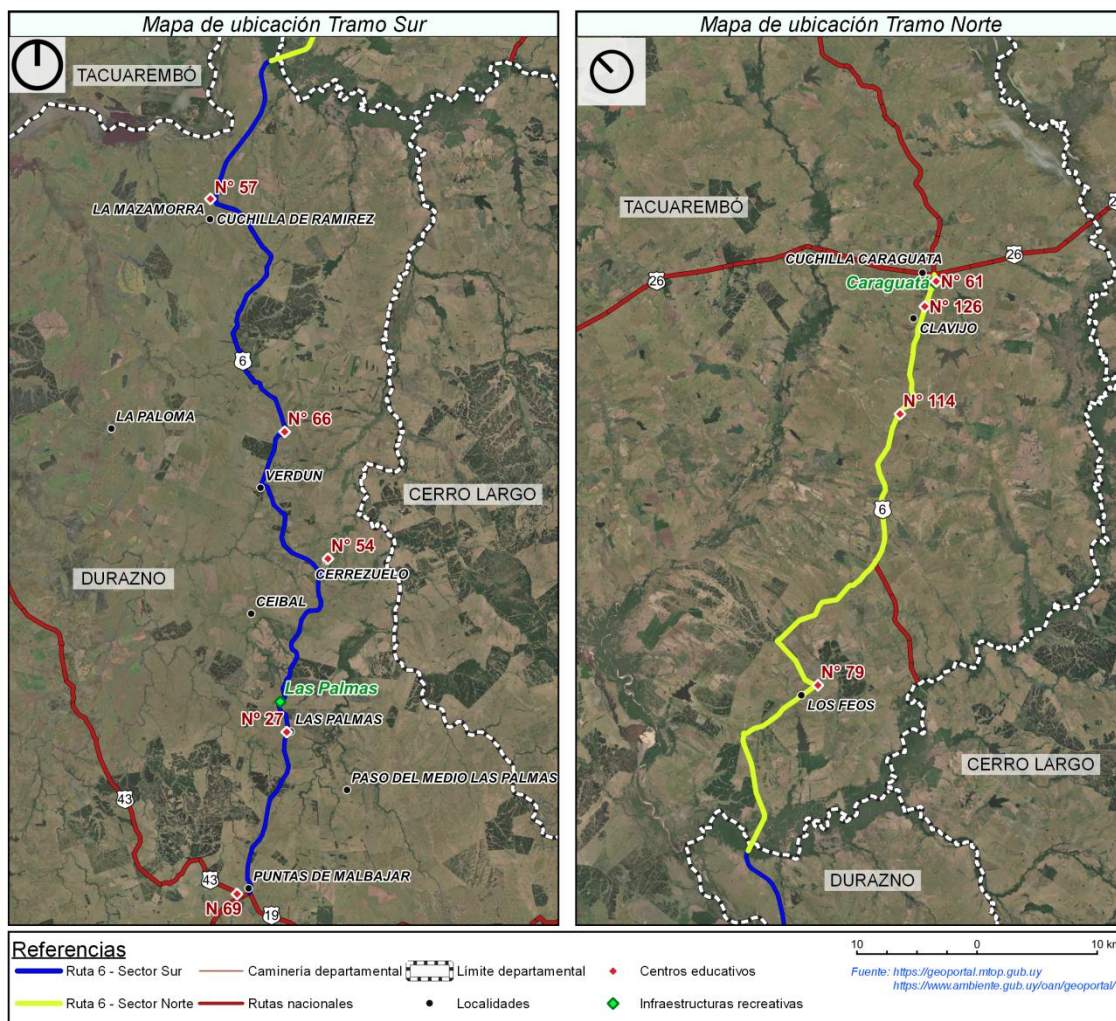 Mapa de ubicación Tramo Sur
TACUAREMBÓ
N° 57
LA MAZAMORRA
CUCHILLA DE RAMIREZ
6
LA PALOMA
N° 66
VERDUN
CERRO LARGO
N° 54
CERREZUELO
DURAZNO
CEIBAL
Las Palmas
Nº 27
LAS PALMAS
PASO DEL MEDIO LAS PALMAS
43
PUNTAS DE MALBAJAR
43
N 69
19
Mapa de ubicación Tramo Norte
TACUAREMBÓ
CUCHILLA CARAGUATA
26
26
Caraguatá
N° 61
N° 126
CLAVIJO
N° 114
6
N° 79
LOS FEOS
CERRO LARGO
DURAZNO
Referencias
Ruta 6 - Sector Sur
Caminería departamental
Límite departamental
Centros educativos
Ruta 6 - Sector Norte
Rutas nacionales
Localidades
Infraestructuras recreativas
10 0 10 km
Fuente: https://geoportal.mtop.gub.uy
https://www.ambiente.gub.uy/oan/geoportal/